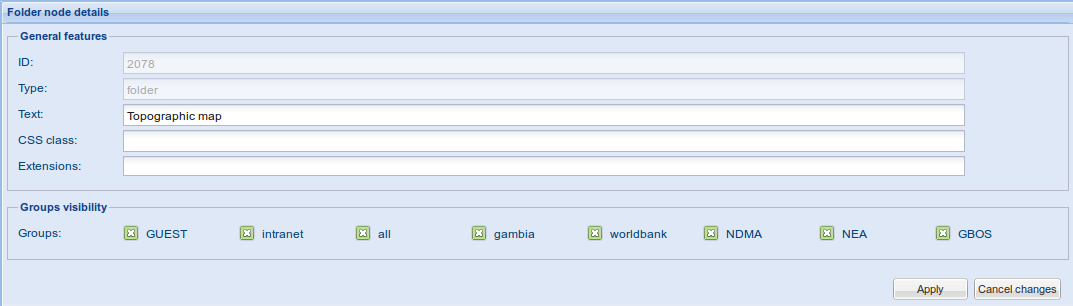 Folder node details
General features
ID: 2078
Type: folder
Text: Topographic map
CSS class:
Extensions:
Groups visibility
Groups: GUEST intranet all gambia worldbank NDMA NEA GBOS
Apply Cancel changes